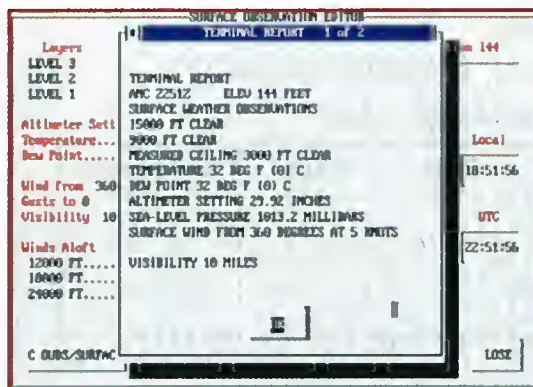 SURFACE OBSERVATION EDITOR
TERMINAL REPORT 1 of 2
Layers
LEVEL 3
LEVEL 2
LEVEL 1
Altimeter Sett
Temperature...
Dew Point.....
Wind from 360
Gusts to 0
Visibility 10
Winds Aloft
12000 FT.....
18000 FT.....
24000 FT.....
TERMINAL REPORT
AMC 2251Z ELEV 144 FEET
SURFACE WEATHER OBSERVATIONS
15000 FT CLEAR
9000 FT CLEAR
MEASURED CEILING 3000 FT CLEAR
TEMPERATURE 32 DEG F (0) C
DEW POINT 32 DEG F (0) C
ALTIMETER SETTING 29.92 INCHES
SEA-LEVEL PRESSURE 1013.2 MILLIBARS
SURFACE WIND FROM 360 DEGREES AT 5 KNOTS
VISIBILITY 10 MILES
on 144
Local
18:51:56
UTC
22:51:56
C OUDS/SURFAC
LOSE